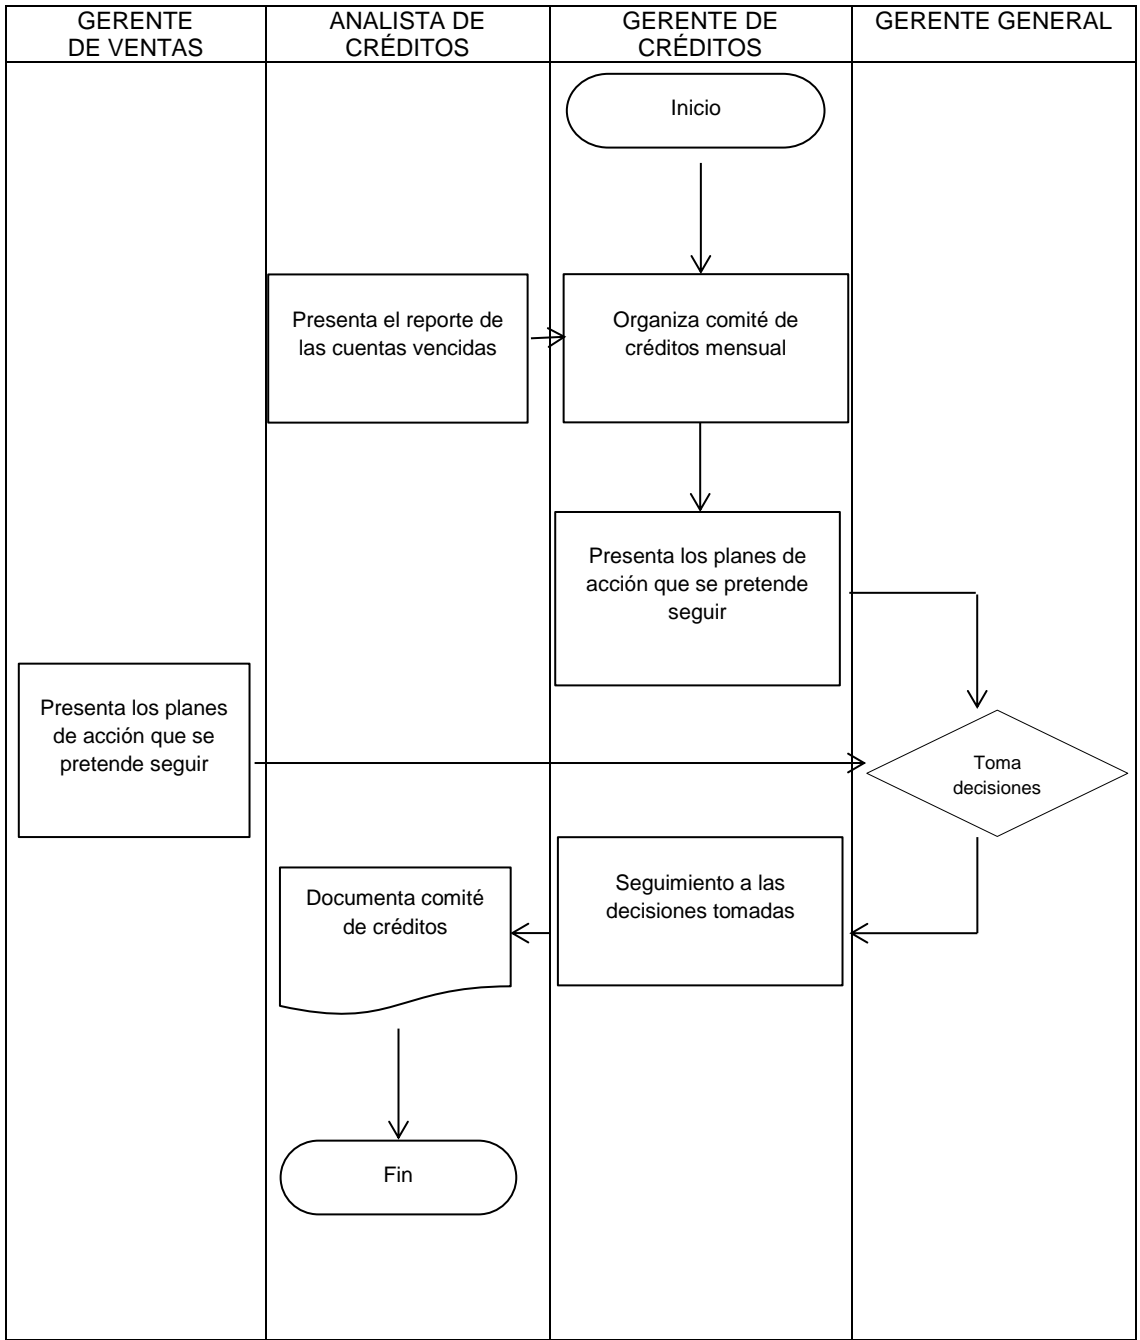 GERENTE
DE VENTAS
ANALISTA DE
CRÉDITOS
GERENTE DE
CRÉDITOS
GERENTE GENERAL
Inicio
Presenta el reporte de
las cuentas vencidas
Organiza comité de
créditos mensual
Presenta los planes de
acción que se pretende
seguir
Presenta los planes
de acción que se
pretende seguir
Toma
decisiones
Seguimiento a las
decisiones tomadas
Documenta comité
de créditos
Fin